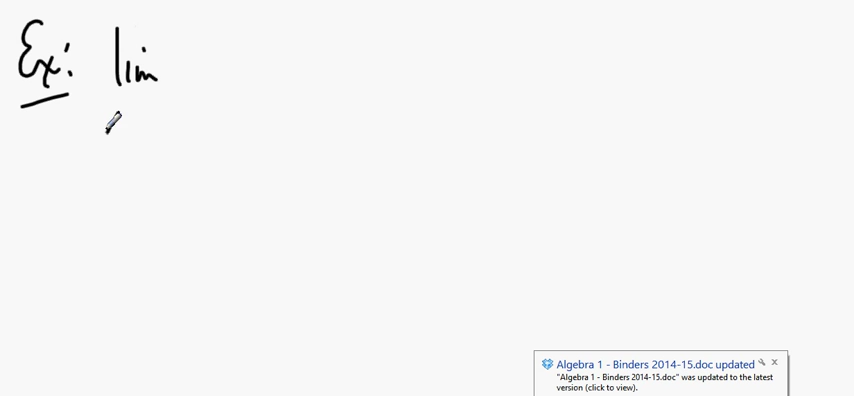 Ex: lim
Algebra 1 - Binders 2014-15.doc updated
"Algebra 1 - Binders 2014-15.doc" was updated to the latest
version (click to view).